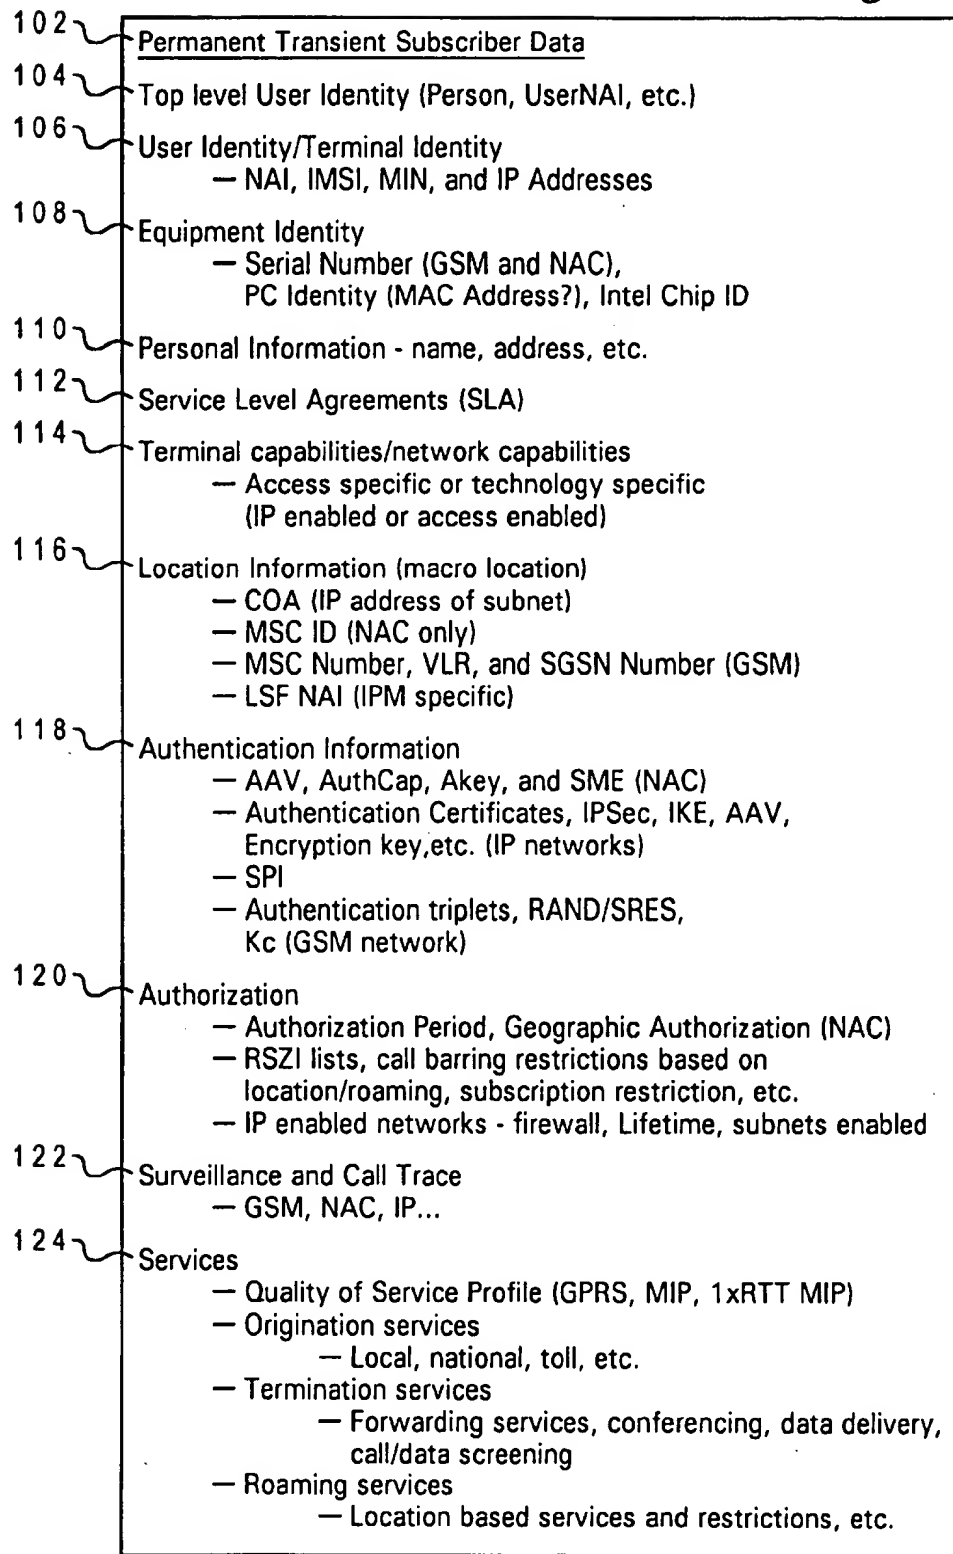 102 Permanent Transient Subscriber Data
104 Top level User Identity (Person, UserNAI, etc.)
106 User Identity/Terminal Identity
— NAI, IMSI, MIN, and IP Addresses
108 Equipment Identity
— Serial Number (GSM and NAC),
PC Identity (MAC Address?), Intel Chip ID
110 Personal Information - name, address, etc.
112 Service Level Agreements (SLA)
114 Terminal capabilities/network capabilities
— Access specific or technology specific
(IP enabled or access enabled)
116 Location Information (macro location)
— COA (IP address of subnet)
— MSC ID (NAC only)
— MSC Number, VLR, and SGSN Number (GSM)
— LSF NAI (IPM specific)
118 Authentication Information
— AAV, AuthCap, Akey, and SME (NAC)
— Authentication Certificates, IPSec, IKE, AAV,
Encryption key,etc. (IP networks)
— SPI
— Authentication triplets, RAND/SRES,
Kc (GSM network)
120 Authorization
— Authorization Period, Geographic Authorization (NAC)
— RSZI lists, call barring restrictions based on
location/roaming, subscription restriction, etc.
— IP enabled networks - firewall, Lifetime, subnets enabled
122 Surveillance and Call Trace
— GSM, NAC, IP...
124 Services
— Quality of Service Profile (GPRS, MIP, 1xRTT MIP)
— Origination services
— Local, national, toll, etc.
— Termination services
— Forwarding services, conferencing, data delivery,
call/data screening
— Roaming services
— Location based services and restrictions, etc.